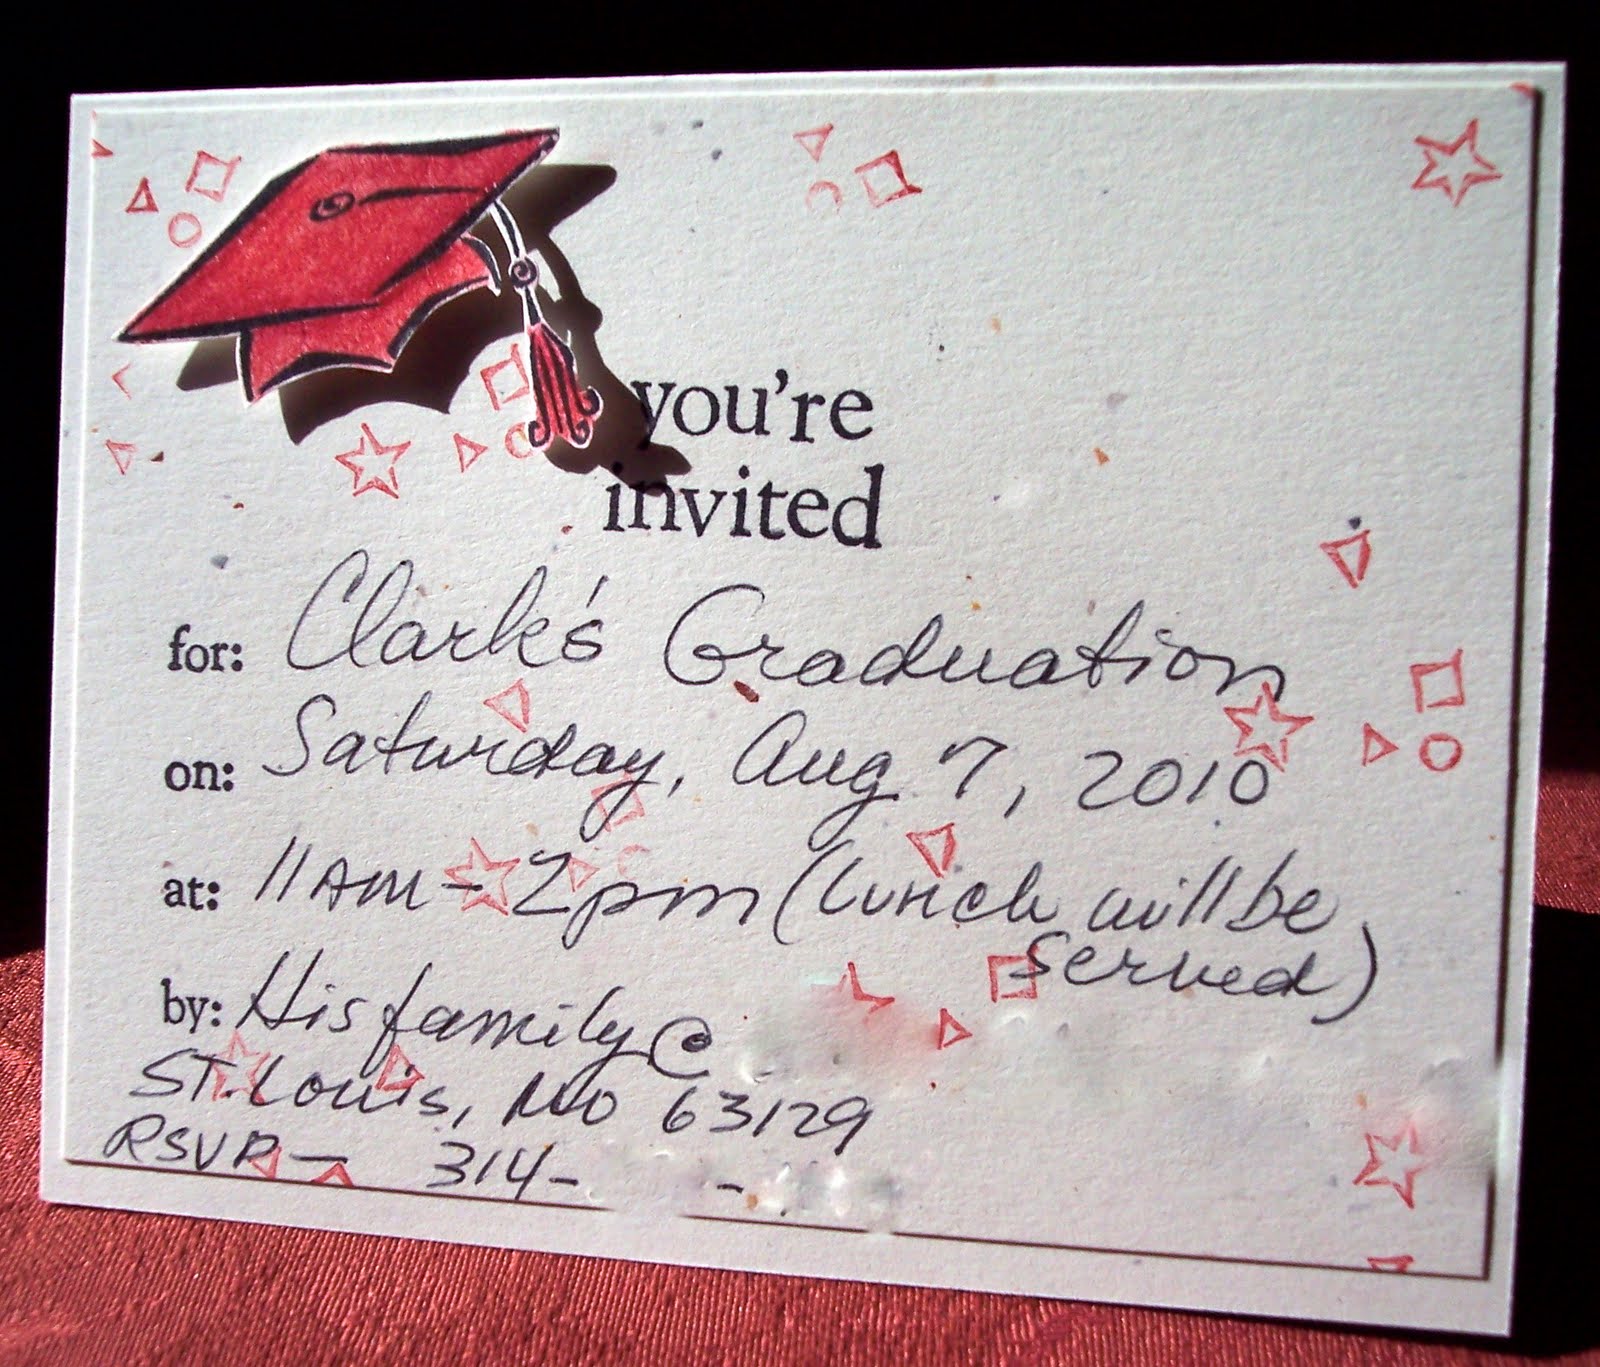 you're
invited
for: Clark's Graduation
on: Saturday, Aug 7, 2010
at: 11AM - 2pm (lunch will be
served)
by: His family @
ST. Louis, MO 63129
RSVP - 314-   -